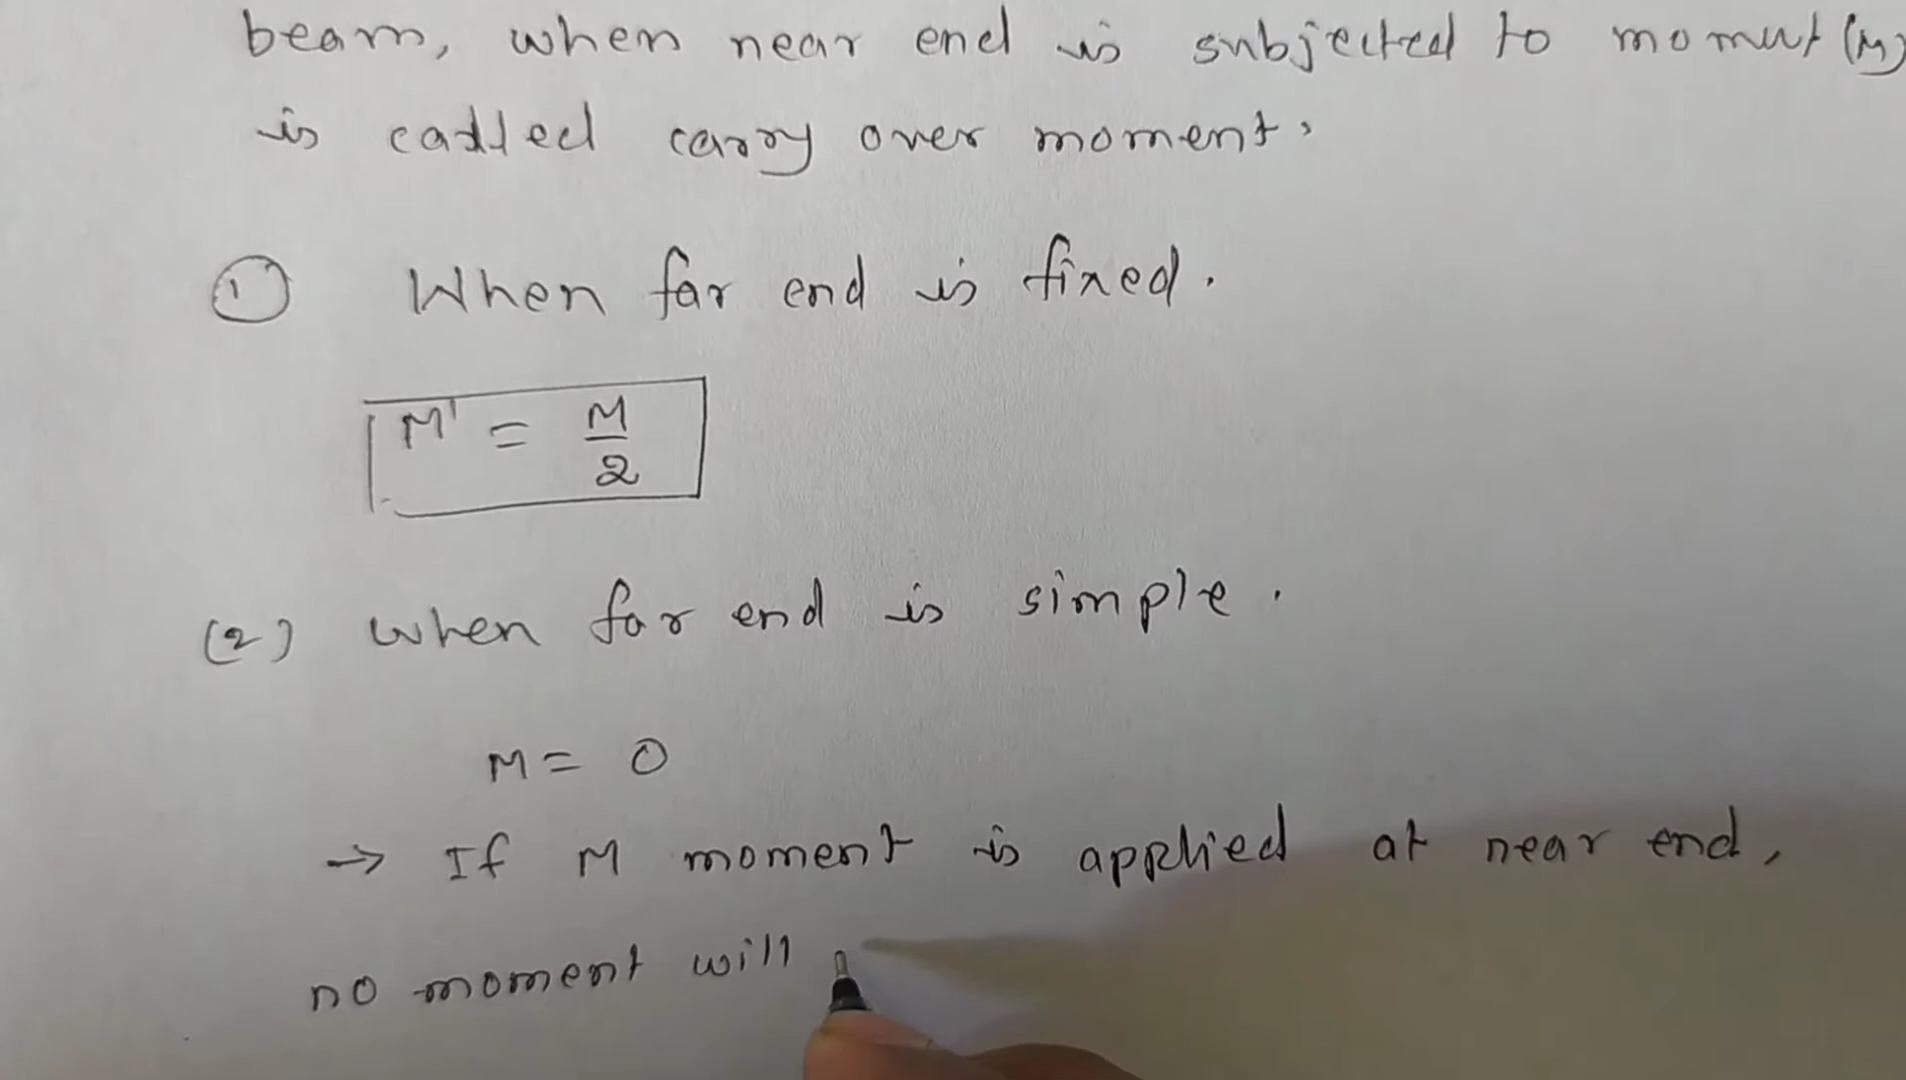 beam, when near end is subjected to moment (M)
is called carry over moment.
① When far end is fixed.
M' = M/2
(2) when far end is simple.
M = 0
→ If M moment is applied at near end,
no moment will